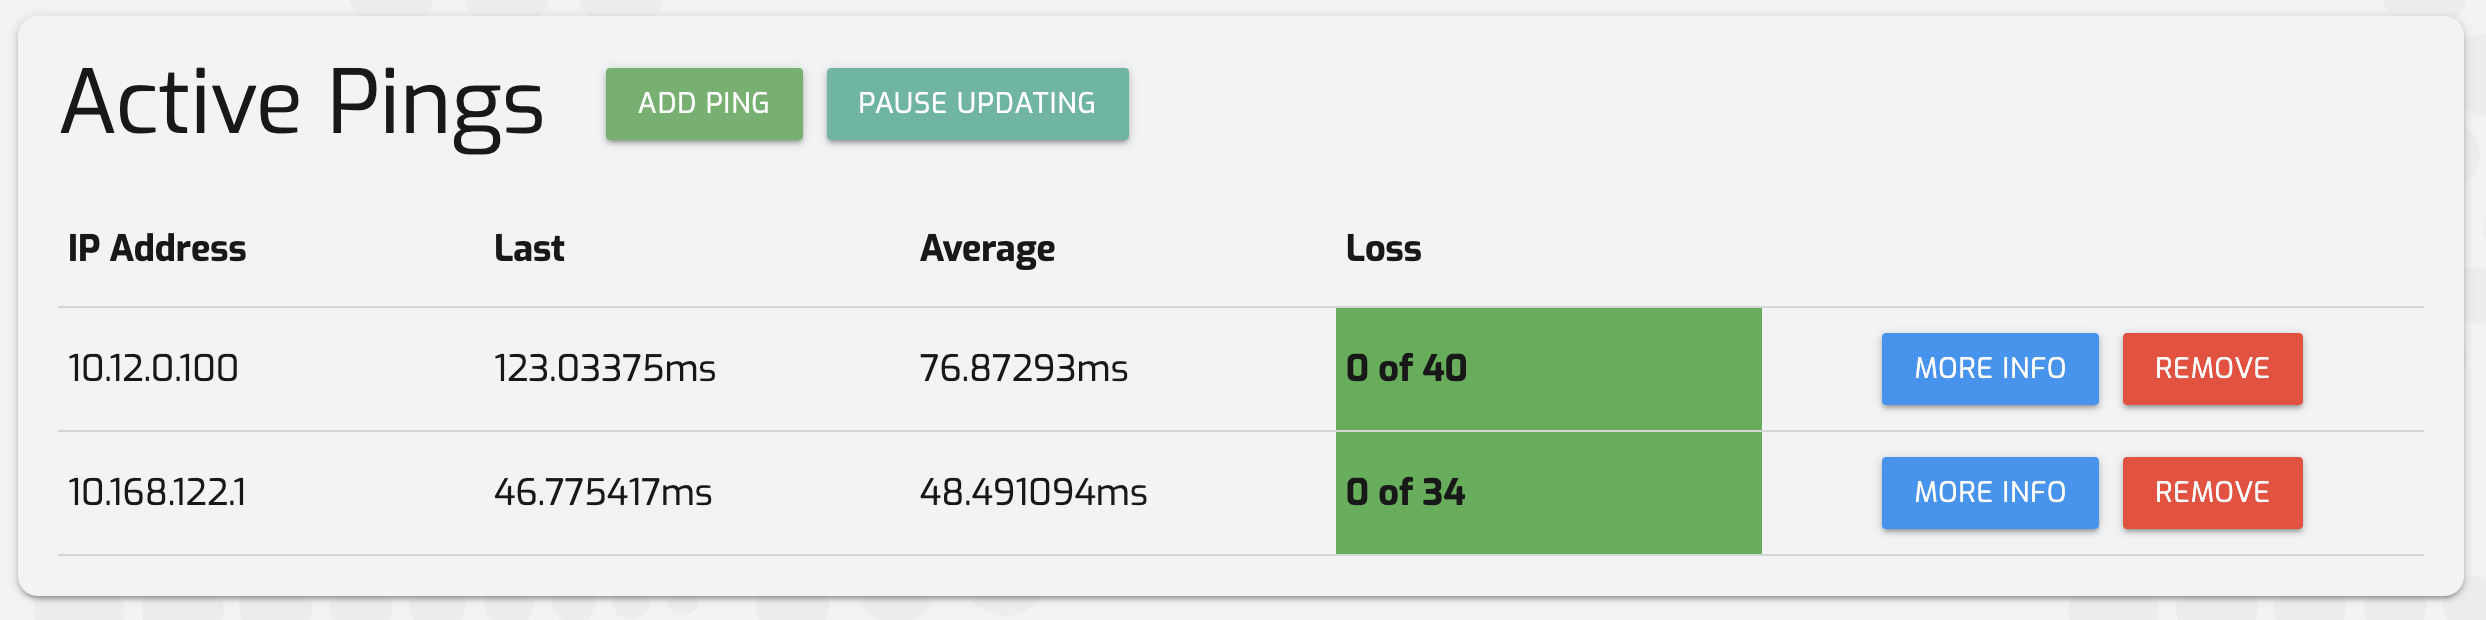 Active Pings ADD PING PAUSE UPDATING
IP Address Last Average Loss
10.12.0.100 123.03375ms 76.87293ms 0 of 40 MORE INFO REMOVE
10.168.122.1 46.775417ms 48.491094ms 0 of 34 MORE INFO REMOVE